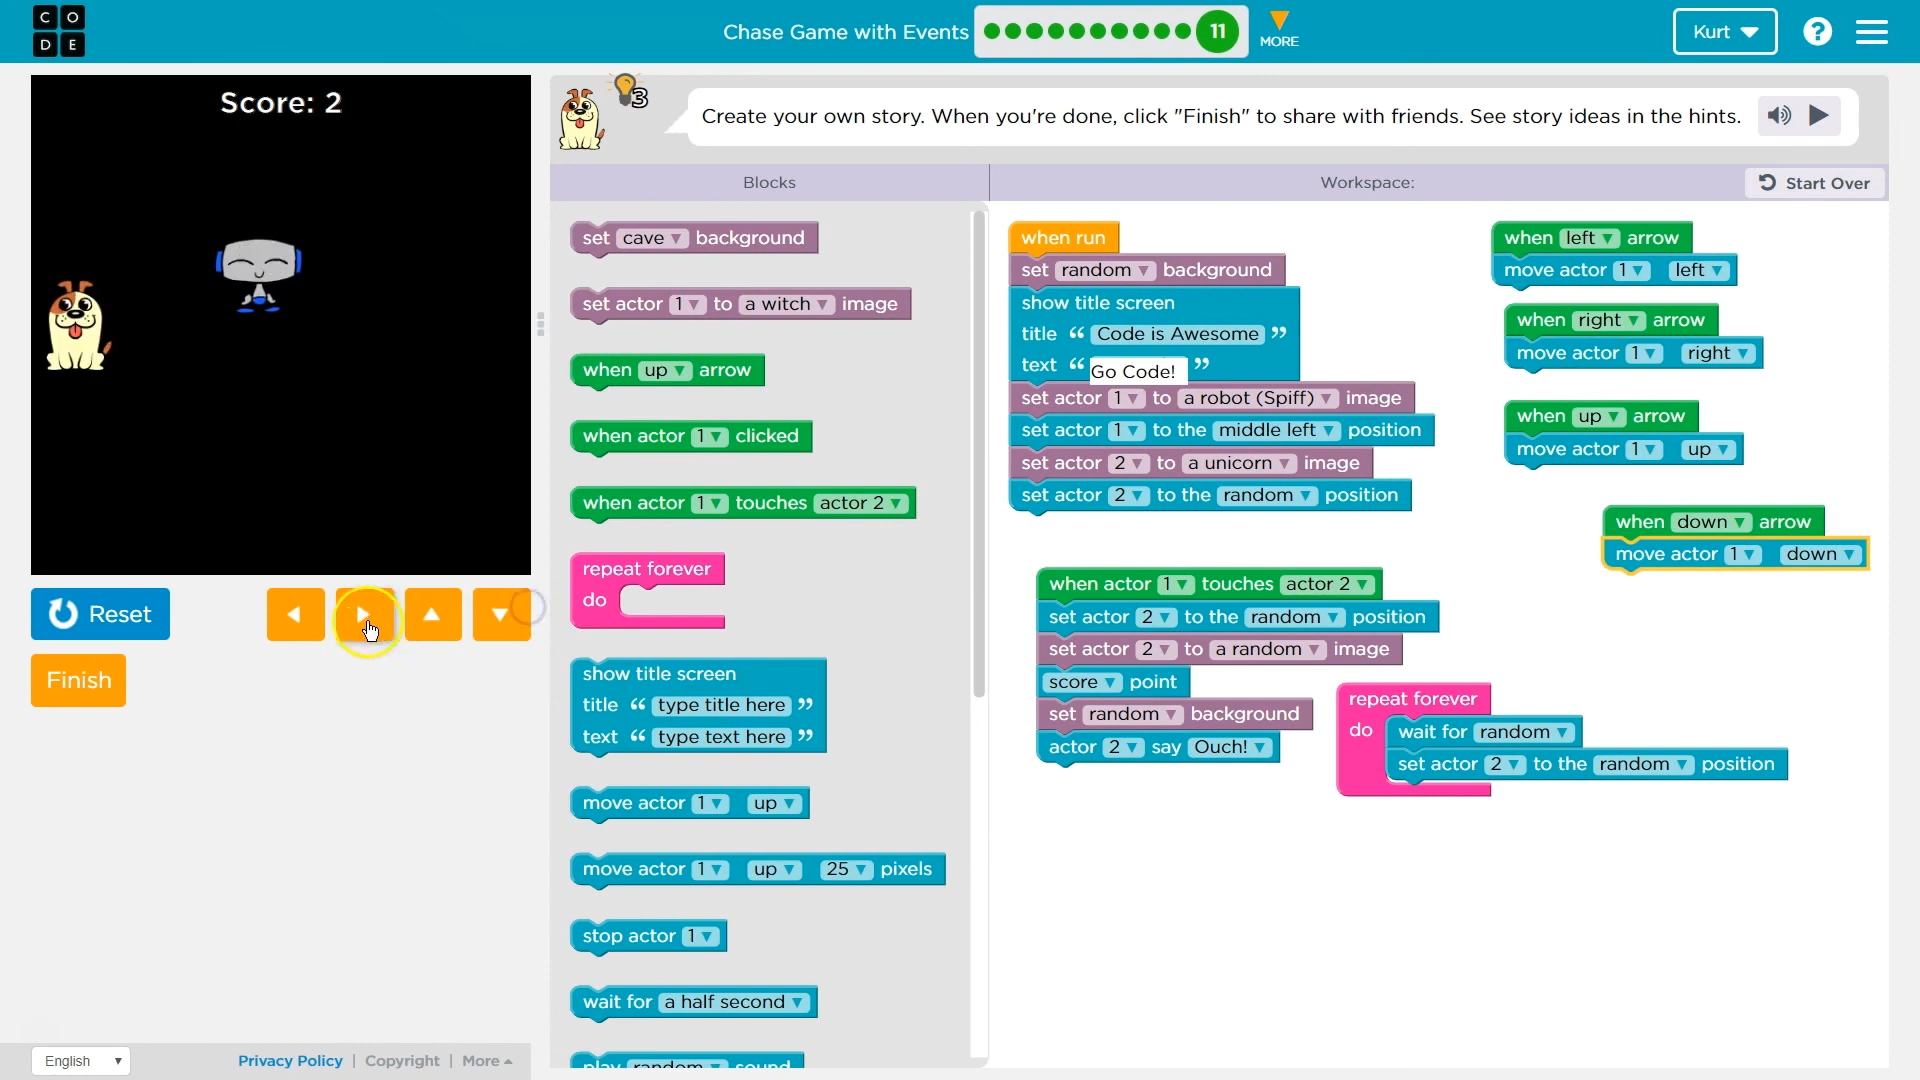 C O
D E
Chase Game with Events
11
MORE
Kurt
?
Score: 2
3
Create your own story. When you're done, click "Finish" to share with friends. See story ideas in the hints.
Blocks
Workspace:
Start Over
set cave ▼ background
set actor 1 ▼ to a witch ▼ image
when up ▼ arrow
when actor 1 ▼ clicked
when actor 1 ▼ touches actor 2 ▼
repeat forever
do
show title screen
title “ type title here ”
text “ type text here ”
move actor 1 ▼ up ▼
move actor 1 ▼ up ▼ 25 ▼ pixels
stop actor 1 ▼
wait for a half second ▼
play random ▼ sound
when run
set random ▼ background
show title screen
title “ Code is Awesome ”
text “ Go Code! ”
set actor 1 ▼ to a robot (Spiff) ▼ image
set actor 1 ▼ to the middle left ▼ position
set actor 2 ▼ to a unicorn ▼ image
set actor 2 ▼ to the random ▼ position
when left ▼ arrow
move actor 1 ▼ left ▼
when right ▼ arrow
move actor 1 ▼ right ▼
when up ▼ arrow
move actor 1 ▼ up ▼
when down ▼ arrow
move actor 1 ▼ down ▼
when actor 1 ▼ touches actor 2 ▼
set actor 2 ▼ to the random ▼ position
set actor 2 ▼ to a random ▼ image
score ▼ point
set random ▼ background
actor 2 ▼ say Ouch! ▼
repeat forever
do wait for random ▼
set actor 2 ▼ to the random ▼ position
Reset
Finish
English ▼
Privacy Policy | Copyright | More